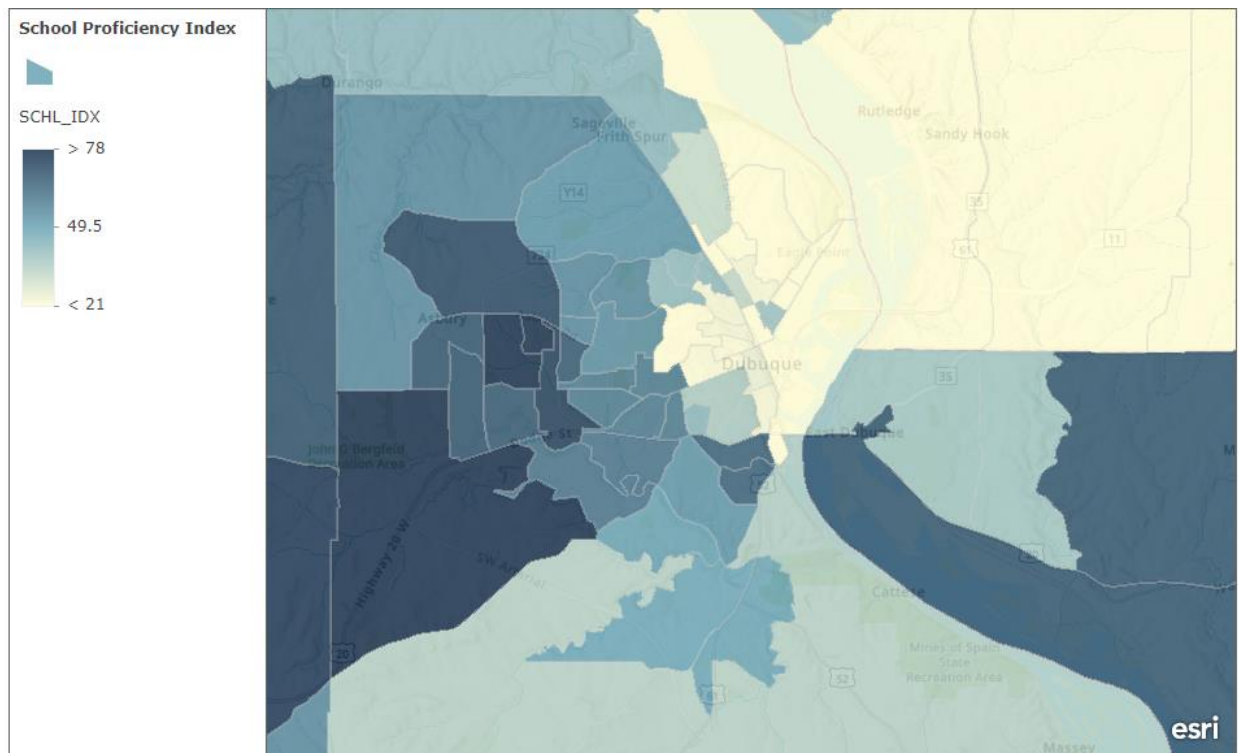 School Proficiency Index
SCHL_IDX
> 78
49.5
< 21
Durango
Sageville
Frith Spur
Rutledge
Sandy Hook
Y14
35
61
11
Eagle Point
Asbury
Dubuque
35
East Dubuque
John G Bergfeld
Recreation Area
Highway 20 W
SW Arterial
Catfese
Mines of Spain
State
Recreation Area
20
52
61
Massey
esri